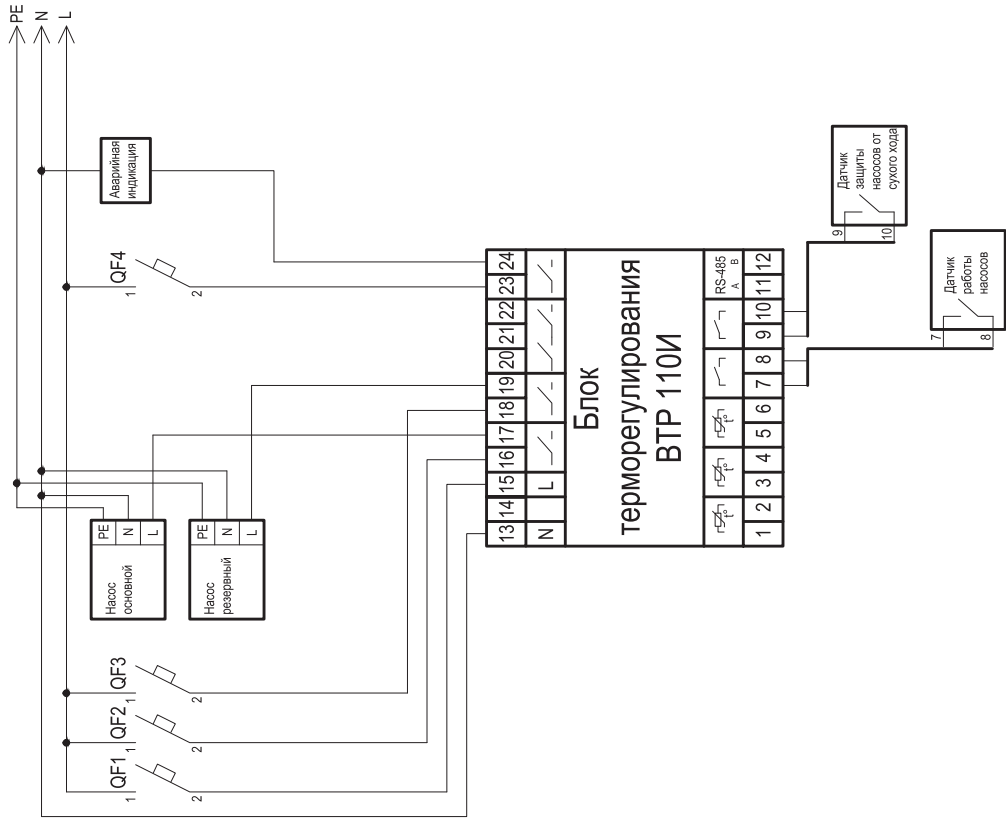 PE
N
L
Аварийная
индикация
QF4
1
2
Насос
основной
PE
N
L
Насос
резервный
PE
N
L
QF3
1
2
QF2
1
2
QF1
1
2
13 14 15 16 17 18 19 20 21 22 23 24
N
L
Блок
терморегулирования
ВТР 110И
t°
t°
t°
RS-485
A
B
1 2 3 4 5 6 7 8 9 10 11 12
Датчик
защиты
насосов от
сухого хода
9
10
Датчик
работы
насосов
7
8